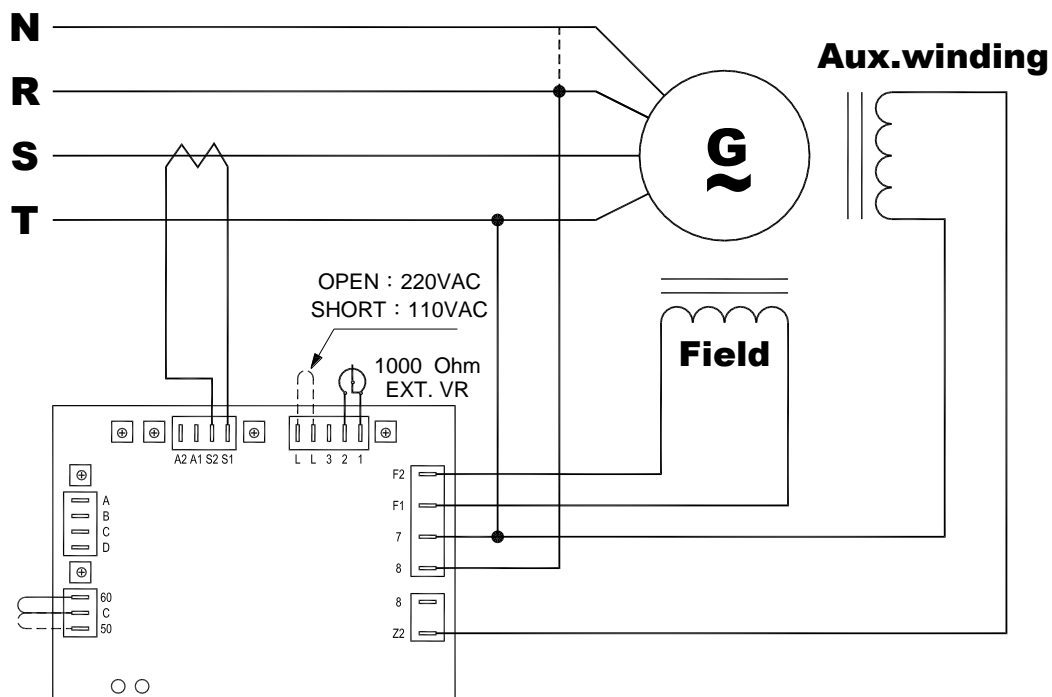 N
Aux.winding
R
G
S
T
OPEN：220VAC
SHORT：110VAC
1000 Ohm
EXT. VR
Field
A2 A1 S2 S1
L L 3 2 1
F2
F1
7
8
8
Z2
A
B
C
D
60
C
50